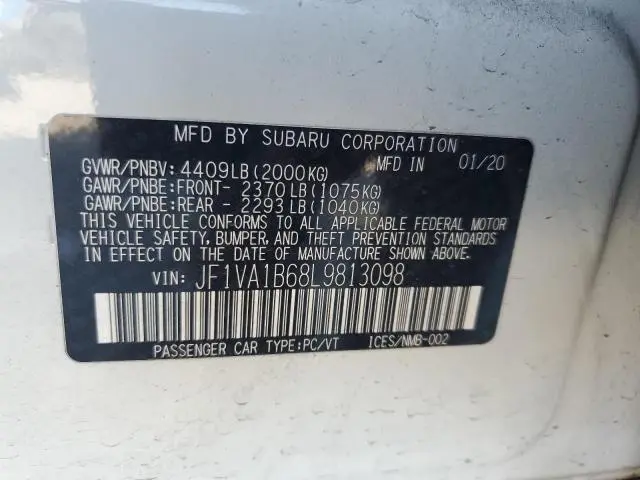 MFD BY SUBARU CORPORATION
GVWR/PNBV: 4409LB(2000KG) MFD IN 01/20
GAWR/PNBE:FRONT- 2370LB(1075KG)
GAWR/PNBE:REAR - 2293LB(1040KG)
THIS VEHICLE CONFORMS TO ALL APPLICABLE FEDERAL MOTOR
VEHICLE SAFETY, BUMPER, AND THEFT PREVENTION STANDARDS
IN EFFECT ON THE DATE OF MANUFACTURE SHOWN ABOVE.
VIN: JF1VA1B68L9813098
PASSENGER CAR TYPE:PC/VT ICES/NMB-002